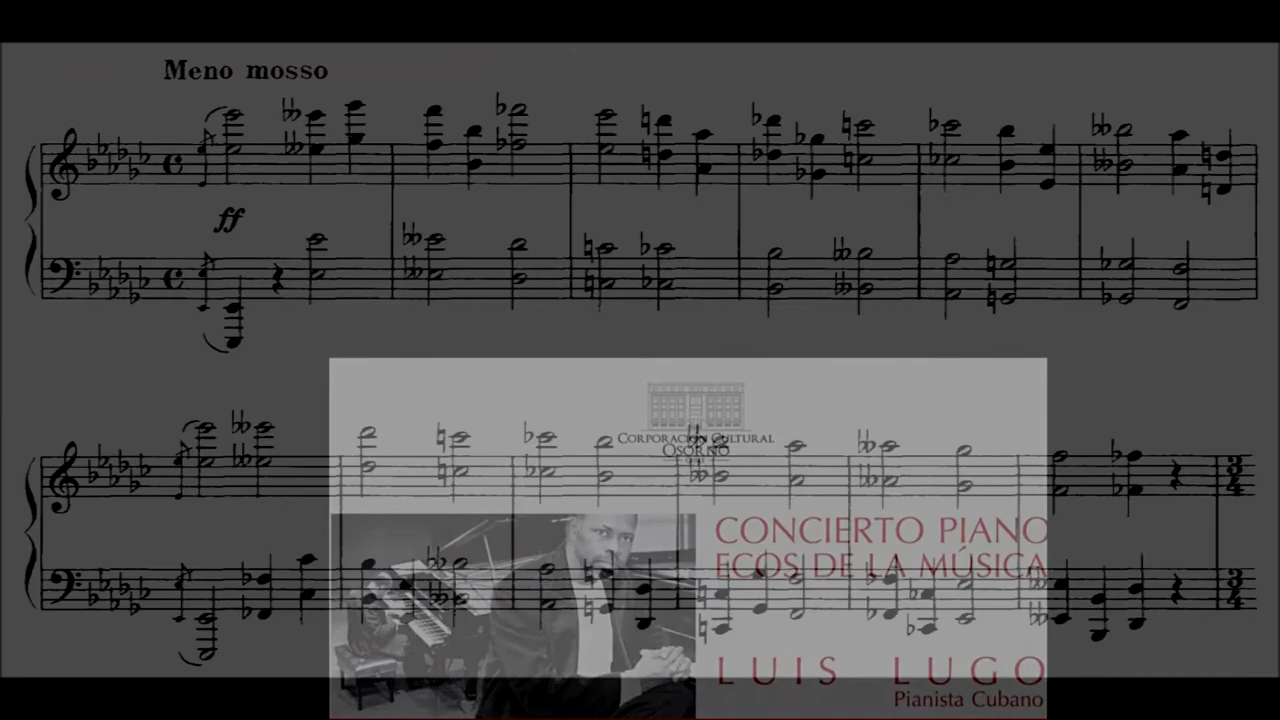 Meno mosso
ff
CORPORACIÓN CULTURAL
OSORNO
CONCIERTO PIANO
ECOS DE LA MÚSICA
LUIS LUGO
Pianista Cubano